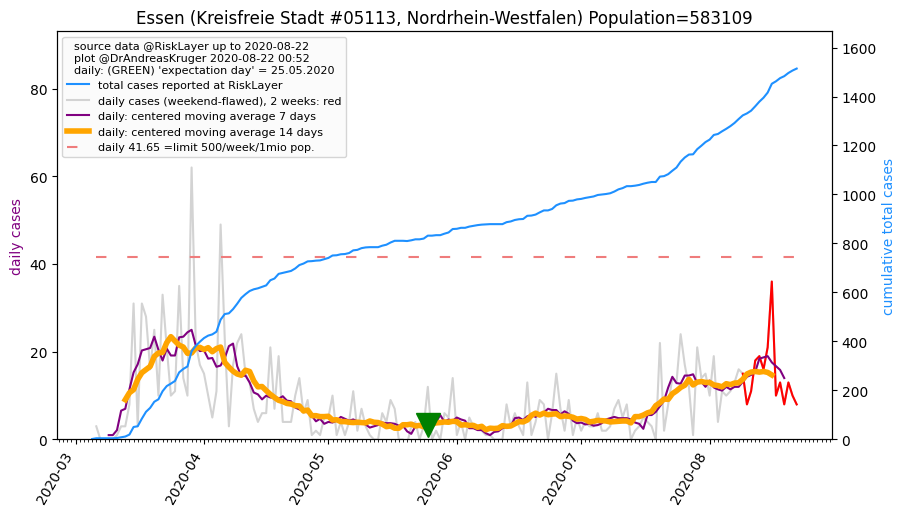 Essen (Kreisfreie Stadt #05113, Nordrhein-Westfalen) Population=583109
source data @RiskLayer up to 2020-08-22
plot @DrAndreasKruger 2020-08-22 00:52
daily: (GREEN) 'expectation day' = 25.05.2020
total cases reported at RiskLayer
daily cases (weekend-flawed), 2 weeks: red
daily: centered moving average 7 days
daily: centered moving average 14 days
daily 41.65 =limit 500/week/1mio pop.
daily cases
80
60
40
20
0
cumulative total cases
1600
1400
1200
1000
800
600
400
200
0
2020-03
2020-04
2020-05
2020-06
2020-07
2020-08